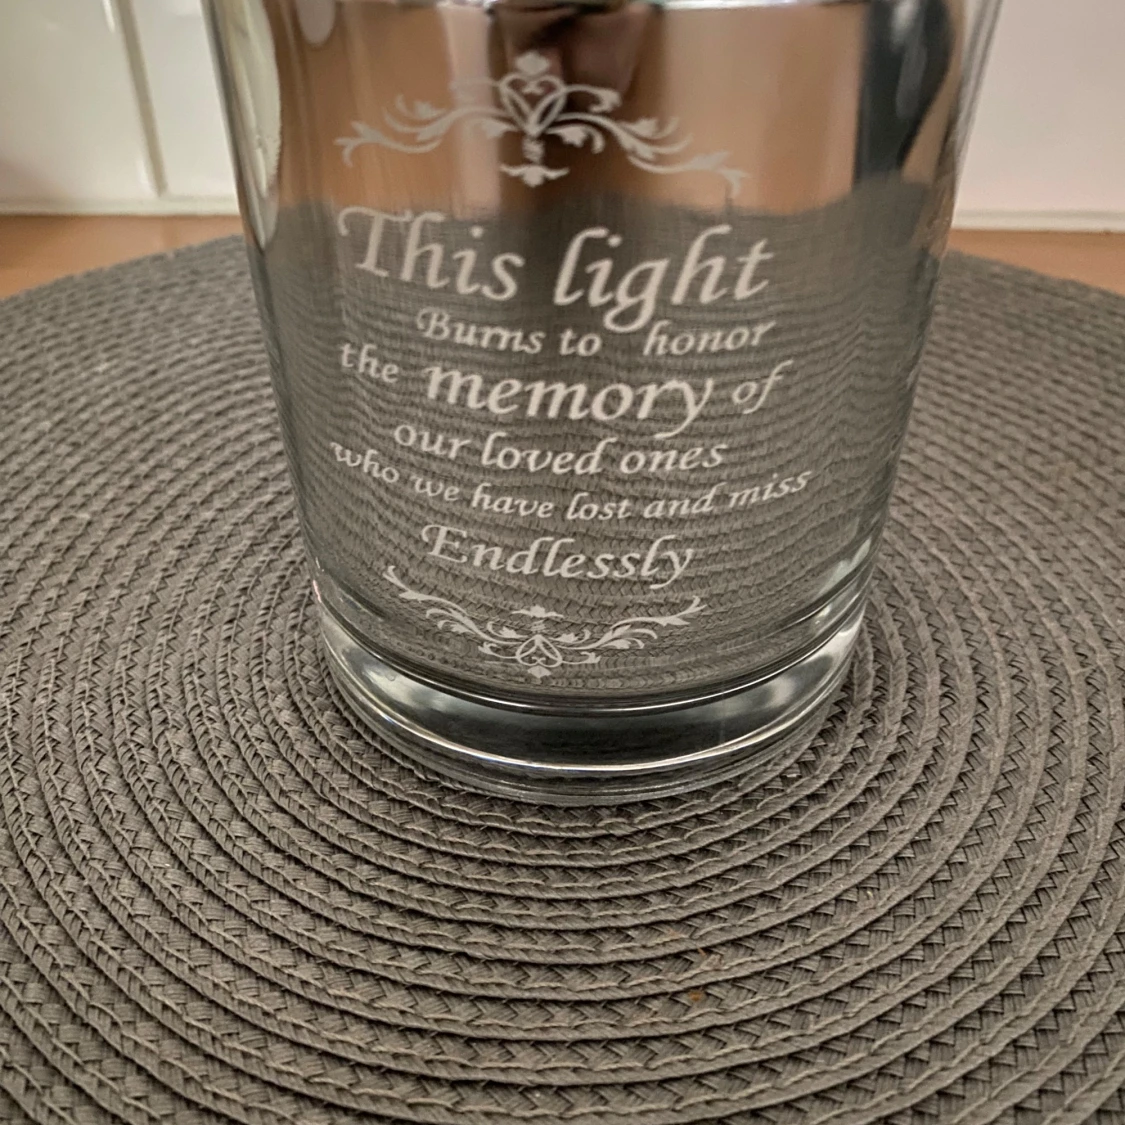 This light
Burns to honor
the memory of
our loved ones
who we have lost and miss
Endlessly